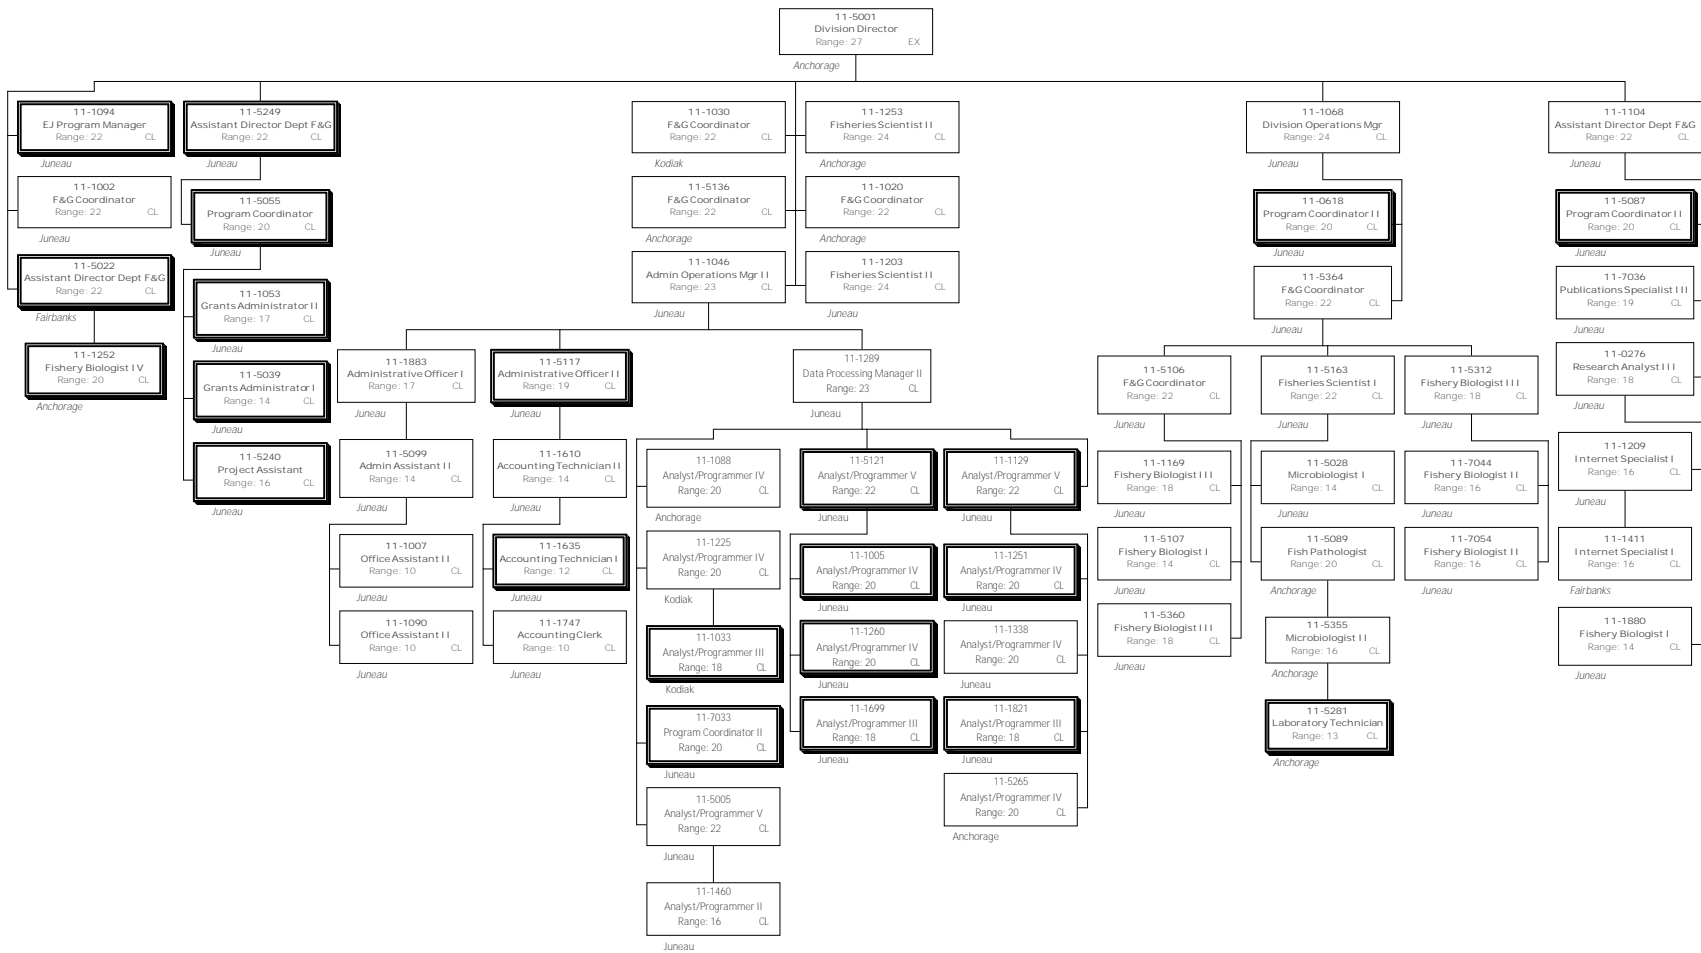 11-5001
Division Director
Range: 27 EX
Anchorage
11-1094
EJ Program Manager
Range: 22 CL
Juneau
11-1002
F&G Coordinator
Range: 22 CL
Juneau
11-5022
Assistant Director Dept F&G
Range: 22 CL
Fairbanks
11-1252
Fishery Biologist IV
Range: 20 CL
Anchorage
11-5249
Assistant Director Dept F&G
Range: 22 CL
Juneau
11-5055
Program Coordinator
Range: 20 CL
Juneau
11-1053
Grants Administrator II
Range: 17 CL
Juneau
11-5039
Grants Administrator I
Range: 14 CL
Juneau
11-5240
Project Assistant
Range: 16 CL
Juneau
11-1030
F&G Coordinator
Range: 22 CL
Kodiak
11-1253
Fisheries Scientist II
Range: 24 CL
Anchorage
11-5136
F&G Coordinator
Range: 22 CL
Anchorage
11-1020
F&G Coordinator
Range: 22 CL
Anchorage
11-1046
Admin Operations Mgr II
Range: 23 CL
Juneau
11-1203
Fisheries Scientist II
Range: 24 CL
Juneau
11-1883
Administrative Officer I
Range: 17 CL
Juneau
11-5099
Admin Assistant II
Range: 14 CL
Juneau
11-1007
Office Assistant II
Range: 10 CL
Juneau
11-1090
Office Assistant II
Range: 10 CL
Juneau
11-5117
Administrative Officer II
Range: 19 CL
Juneau
11-1610
Accounting Technician II
Range: 14 CL
Juneau
11-1635
Accounting Technician I
Range: 12 CL
Juneau
11-1747
Accounting Clerk
Range: 10 CL
Juneau
11-1289
Data Processing Manager II
Range: 23 CL
Juneau
11-1088
Analyst/Programmer IV
Range: 20 CL
Anchorage
11-1225
Analyst/Programmer IV
Range: 20 CL
Kodiak
11-1033
Analyst/Programmer III
Range: 18 CL
Kodiak
11-7033
Program Coordinator II
Range: 20 CL
Juneau
11-5005
Analyst/Programmer V
Range: 22 CL
Juneau
11-1460
Analyst/Programmer II
Range: 16 CL
Juneau
11-5121
Analyst/Programmer V
Range: 22 CL
Juneau
11-1005
Analyst/Programmer IV
Range: 20 CL
Juneau
11-1260
Analyst/Programmer IV
Range: 20 CL
Juneau
11-1699
Analyst/Programmer III
Range: 18 CL
Juneau
11-1129
Analyst/Programmer V
Range: 22 CL
Juneau
11-1251
Analyst/Programmer IV
Range: 20 CL
Juneau
11-1338
Analyst/Programmer IV
Range: 20 CL
Juneau
11-1821
Analyst/Programmer III
Range: 18 CL
Juneau
11-5265
Analyst/Programmer IV
Range: 20 CL
Anchorage
11-1068
Division Operations Mgr
Range: 24 CL
Juneau
11-0618
Program Coordinator II
Range: 20 CL
Juneau
11-5364
F&G Coordinator
Range: 22 CL
Juneau
11-5106
F&G Coordinator
Range: 22 CL
Juneau
11-1169
Fishery Biologist III
Range: 18 CL
Juneau
11-5107
Fishery Biologist I
Range: 14 CL
Juneau
11-5360
Fishery Biologist III
Range: 18 CL
Juneau
11-5163
Fisheries Scientist I
Range: 22 CL
Juneau
11-5028
Microbiologist I
Range: 14 CL
Juneau
11-5089
Fish Pathologist
Range: 20 CL
Anchorage
11-5355
Microbiologist II
Range: 16 CL
Anchorage
11-5281
Laboratory Technician
Range: 13 CL
Anchorage
11-5312
Fishery Biologist III
Range: 18 CL
Juneau
11-7044
Fishery Biologist II
Range: 16 CL
Juneau
11-7054
Fishery Biologist II
Range: 16 CL
Juneau
11-1104
Assistant Director Dept F&G
Range: 22 CL
Juneau
11-5087
Program Coordinator II
Range: 20 CL
Juneau
11-7036
Publications Specialist III
Range: 19 CL
Juneau
11-0276
Research Analyst III
Range: 18 CL
Juneau
11-1209
Internet Specialist I
Range: 16 CL
Juneau
11-1411
Internet Specialist I
Range: 16 CL
Fairbanks
11-1880
Fishery Biologist I
Range: 14 CL
Juneau